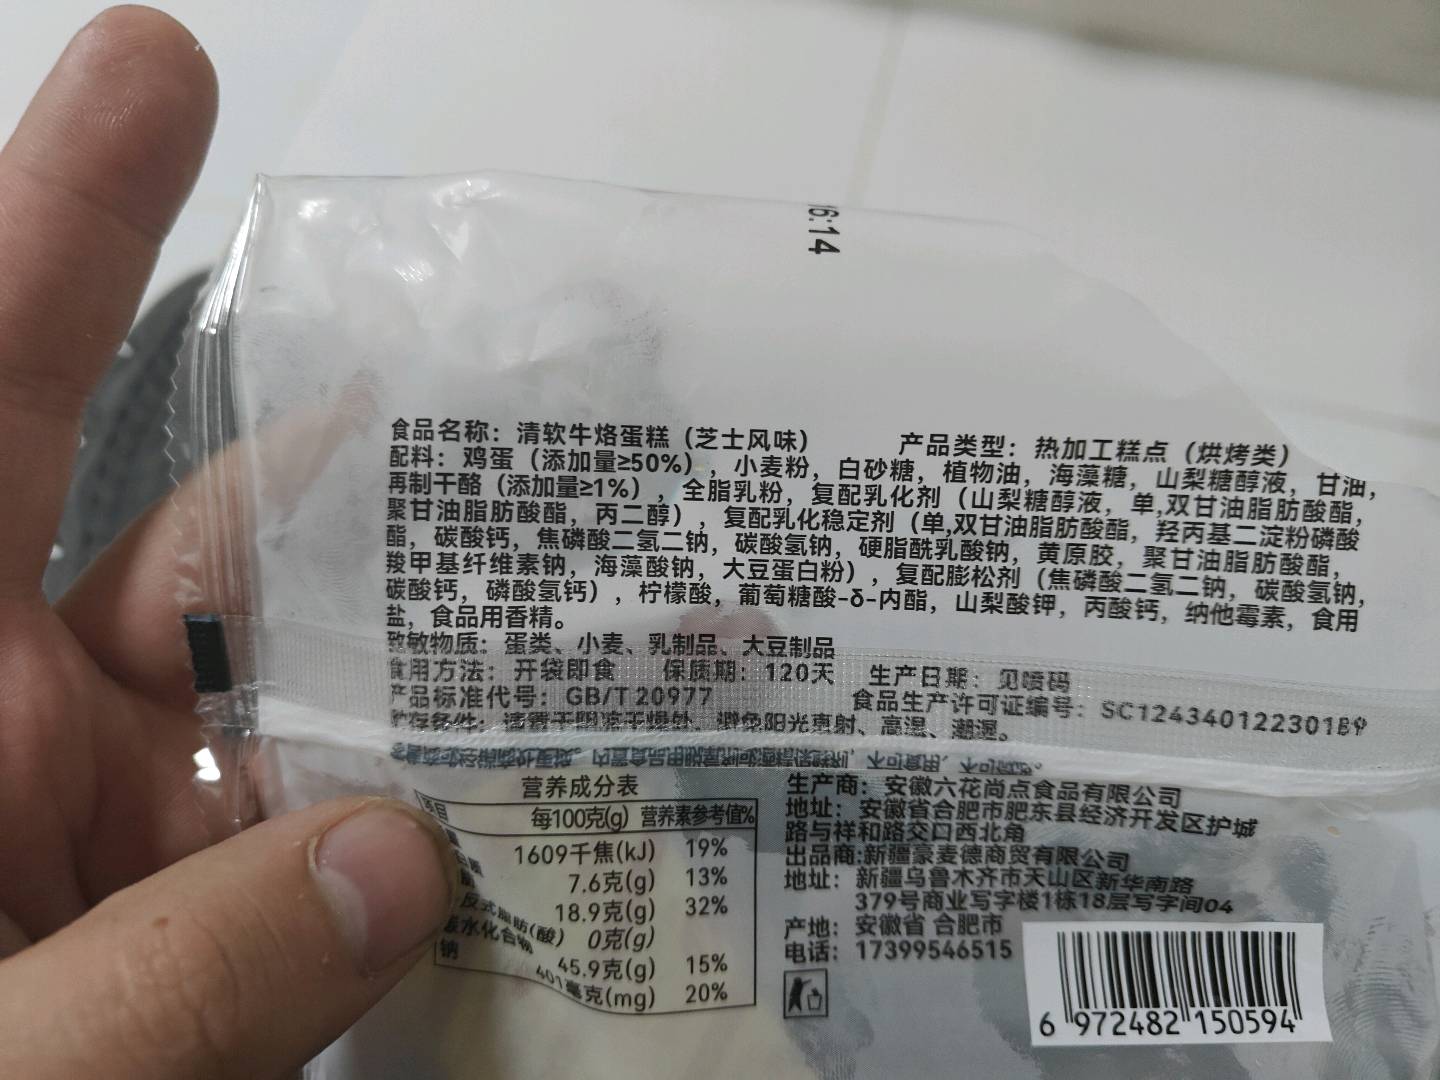 16:14
食品名称：清软牛烙蛋糕（芝士风味） 产品类型：热加工糕点（烘烤类）
配料：鸡蛋（添加量≥50%），小麦粉，白砂糖，植物油，海藻糖，山梨糖醇液，甘油，
再制干酪（添加量≥1%），全脂乳粉，复配乳化剂（山梨糖醇液，单,双甘油脂肪酸酯，
聚甘油脂肪酸酯，丙二醇），复配乳化稳定剂（单,双甘油脂肪酸酯，羟丙基二淀粉磷酸
酯，碳酸钙，焦磷酸二氢二钠，碳酸氢钠，硬脂酰乳酸钠，黄原胶，聚甘油脂肪酸酯，
羧甲基纤维素钠，海藻酸钠，大豆蛋白粉），复配膨松剂（焦磷酸二氢二钠，碳酸氢钠，
碳酸钙，磷酸氢钙），柠檬酸，葡萄糖酸-δ-内酯，山梨酸钾，丙酸钙，纳他霉素，食用
盐，食品用香精。
致敏物质：蛋类、小麦、乳制品、大豆制品
食用方法：开袋即食 保质期：120天 生产日期：见喷码
产品标准代号：GB/T 20977 食品生产许可证编号：SC12434012230189
贮存条件：请置于阴凉干燥处，避免阳光直射、高温、潮湿。
不可食用，
营养成分表
项目 每100克(g) 营养素参考值%
1609千焦(kJ) 19%
7.6克(g) 13%
18.9克(g) 32%
反式脂肪(酸) 0克(g)
碳水化合物 45.9克(g) 15%
钠 401毫克(mg) 20%
生产商：安徽六花尚点食品有限公司
地址：安徽省合肥市肥东县经济开发区护城
路与祥和路交口西北角
出品商:新疆豪麦德商贸有限公司
地址：新疆乌鲁木齐市天山区新华南路
379号商业写字楼1栋18层写字间04
产地：安徽省 合肥市
电话：17399546515
6 972482 150594